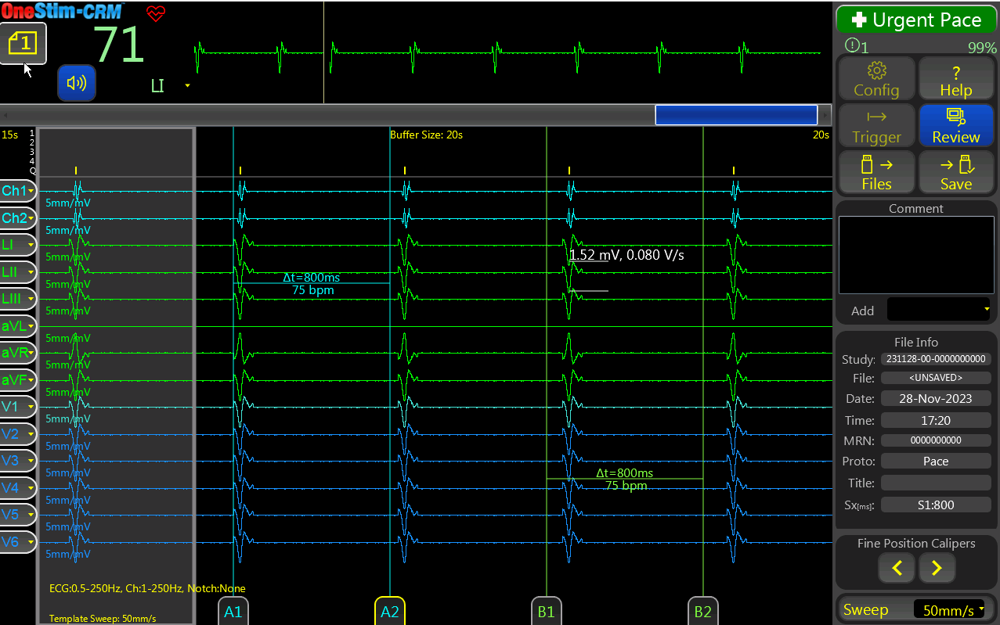 OneStim-CRM
1
71
LI
Urgent Pace
1
99%
Config
Help
Trigger
Review
Files
Save
15s
1
2
3
4
Q
Buffer Size: 20s
20s
Ch1
5mm/mV
Ch2
5mm/mV
LI
5mm/mV
1.52 mV, 0.080 V/s
LII
5mm/mV
Δt=800ms
75 bpm
LIII
5mm/mV
aVL
5mm/mV
aVR
5mm/mV
aVF
5mm/mV
V1
5mm/mV
V2
5mm/mV
V3
5mm/mV
Δt=800ms
75 bpm
V4
5mm/mV
V5
5mm/mV
V6
5mm/mV
ECG:0.5-250Hz, Ch:1-250Hz, Notch:None
Template Sweep: 50mm/s
A1
A2
B1
B2
Comment
Add
File Info
Study: 231128-00-0000000000
File: <UNSAVED>
Date: 28-Nov-2023
Time: 17:20
MRN: 0000000000
Proto: Pace
Title:
Sx[ms]: S1:800
Fine Position Calipers
Sweep 50mm/s